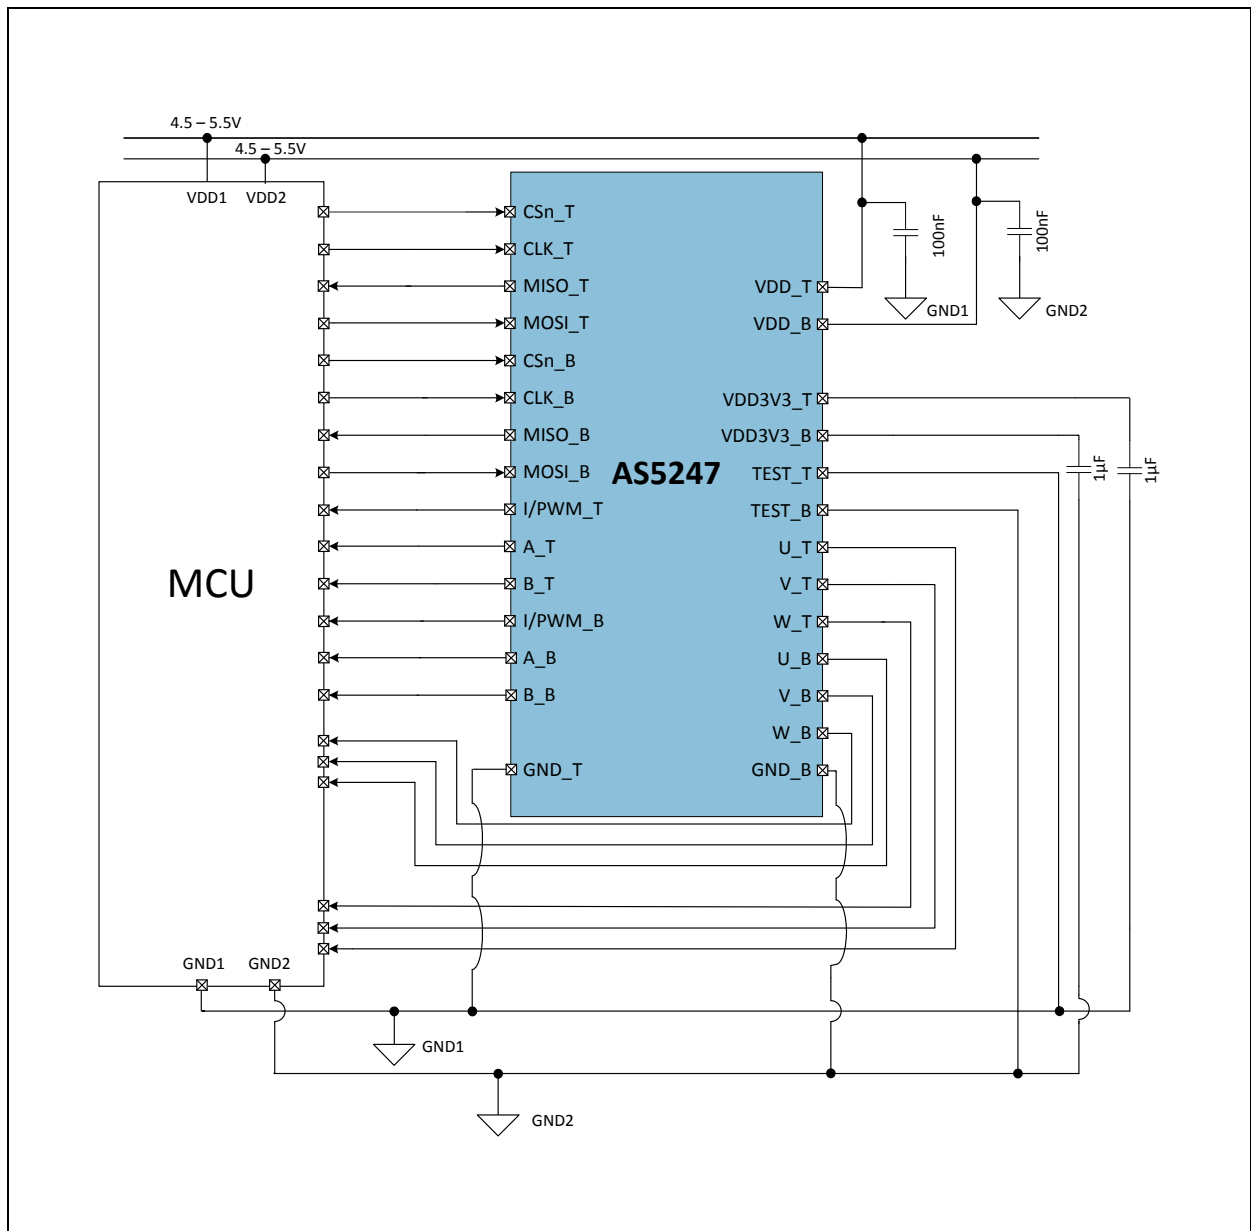 4.5 – 5.5V
4.5 – 5.5V
VDD1
VDD2
CSn_T
CLK_T
MISO_T
MOSI_T
CSn_B
CLK_B
MISO_B
MOSI_B
I/PWM_T
A_T
B_T
I/PWM_B
A_B
B_B
GND_T
MCU
AS5247
VDD_T
VDD_B
VDD3V3_T
VDD3V3_B
TEST_T
TEST_B
U_T
V_T
W_T
U_B
V_B
W_B
GND_B
100nF
100nF
GND1
GND2
1µF
1µF
GND1
GND2
GND1
GND2